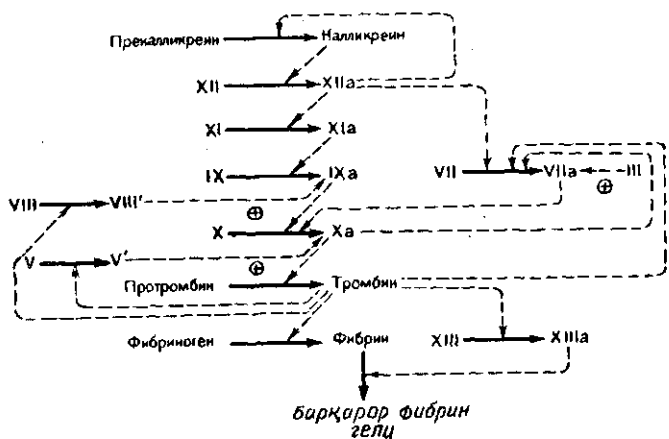 Прекалликреин Калликреин
XII XIIa
XI XIa
IX IXa VII VIIa III
VIII VIII'
X Xa
V V'
Протромбин Тромбин
Фибриноген Фибрин XIII XIIIa
барқарор фибрин
гели